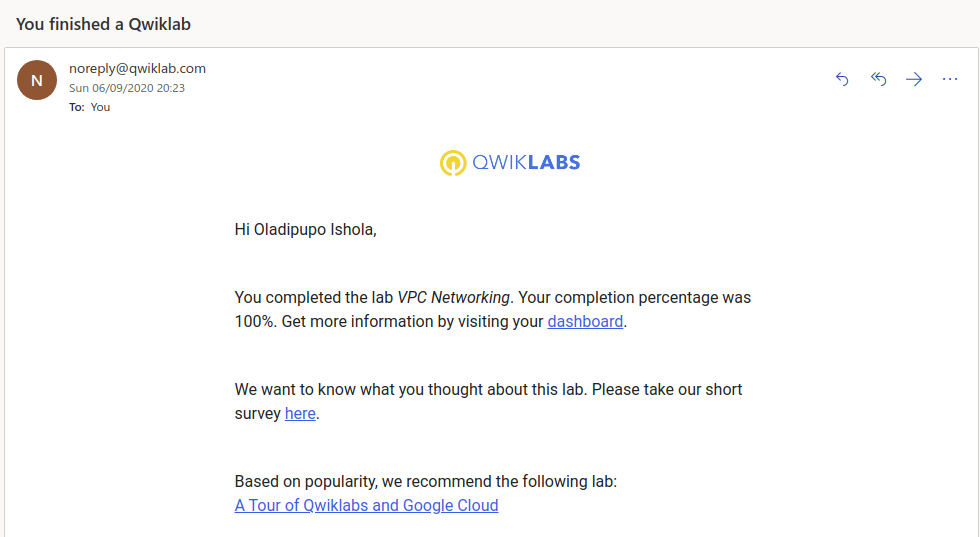 You finished a Qwiklab
N
noreply@qwiklab.com
Sun 06/09/2020 20:23
To: You
QWIKLABS
Hi Oladipupo Ishola,
You completed the lab VPC Networking. Your completion percentage was
100%. Get more information by visiting your dashboard.
We want to know what you thought about this lab. Please take our short
survey here.
Based on popularity, we recommend the following lab:
A Tour of Qwiklabs and Google Cloud